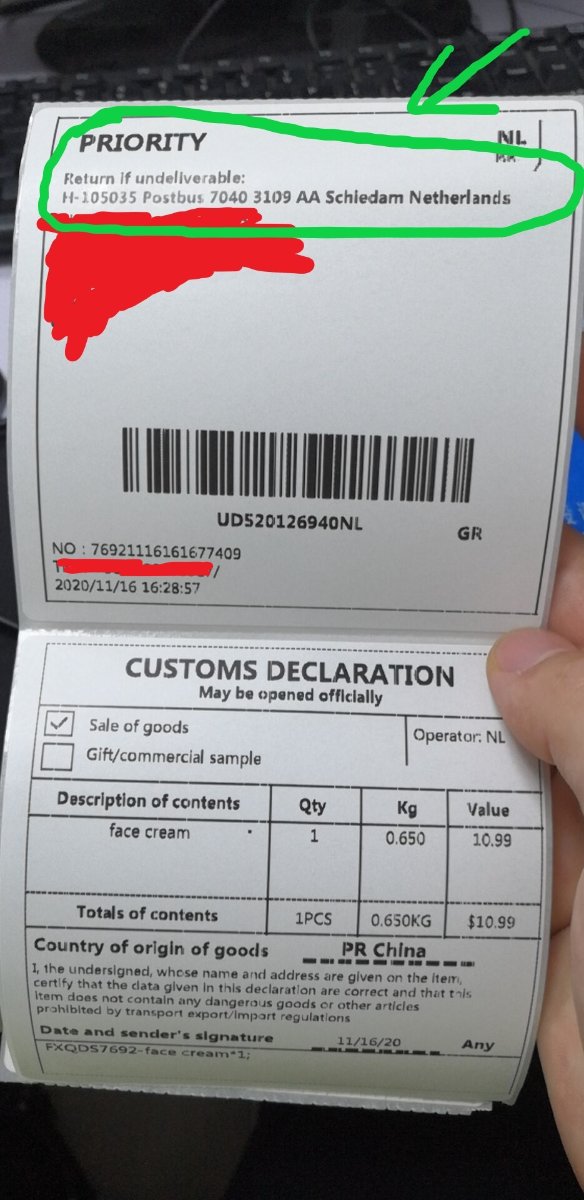 PRIORITY
NL
Return if undeliverable:
H-105035 Postbus 7040 3109 AA Schiedam Netherlands
UD520126940NL
GR
NO : 76921116161677409
2020/11/16 16:28:57
CUSTOMS DECLARATION
May be opened officially
Sale of goods
Operator: NL
Gift/commercial sample
Description of contents Qty Kg Value
face cream 1 0.650 10.99
Totals of contents 1PCS 0.650KG $10.99
Country of origin of goods PR China
I, the undersigned, whose name and address are given on the item,
certify that the data given in this declaration are correct and that this
item does not contain any dangerous goods or other articles
prohibited by transport export/import regulations
Date and sender's signature 11/16/20 Any
FXQDS7692-face cream*1;